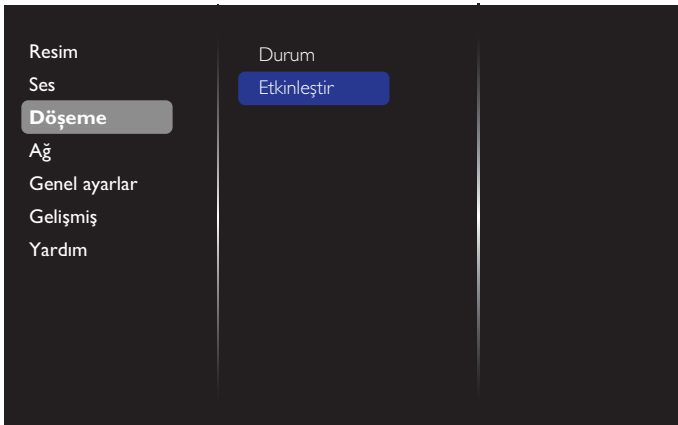 Resim
Ses
Döşeme
Ağ
Genel ayarlar
Gelişmiş
Yardım
Durum
Etkinleştir